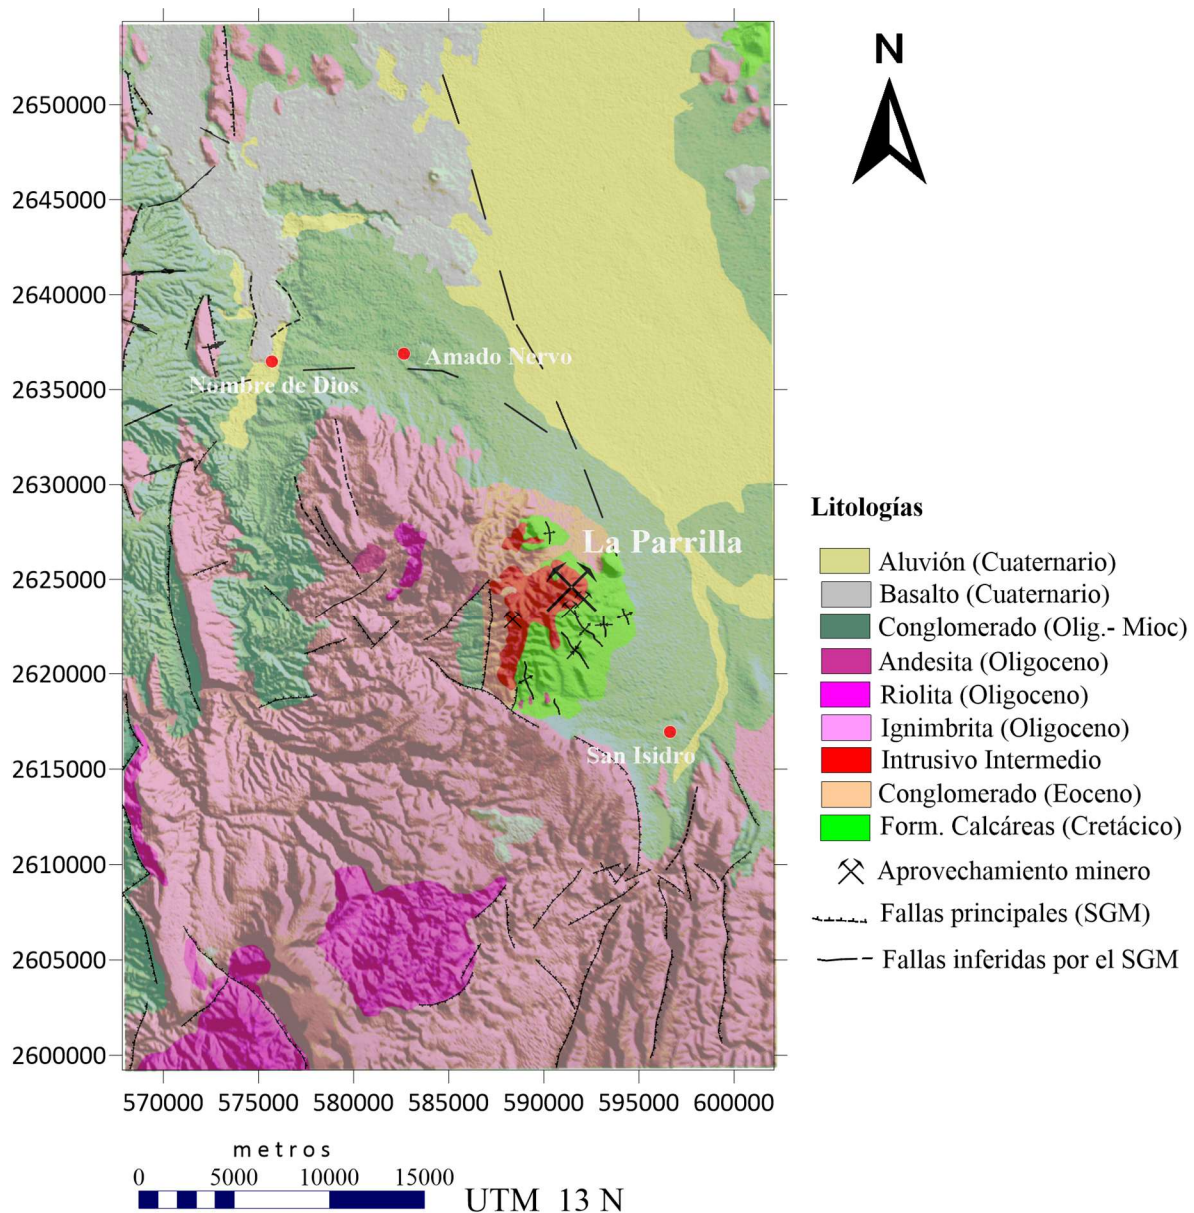 N
2650000
2645000
2640000
2635000
2630000
2625000
2620000
2615000
2610000
2605000
2600000
Amado Nervo
Nombre de Dios
La Parrilla
San Isidro
Litologías
Aluvión (Cuaternario)
Basalto (Cuaternario)
Conglomerado (Olig.- Mioc)
Andesita (Oligoceno)
Riolita (Oligoceno)
Ignimbrita (Oligoceno)
Intrusivo Intermedio
Conglomerado (Eoceno)
Form. Calcáreas (Cretácico)
Aprovechamiento minero
Fallas principales (SGM)
Fallas inferidas por el SGM
570000 575000 580000 585000 590000 595000 600000
metros
0 5000 10000 15000
UTM 13 N